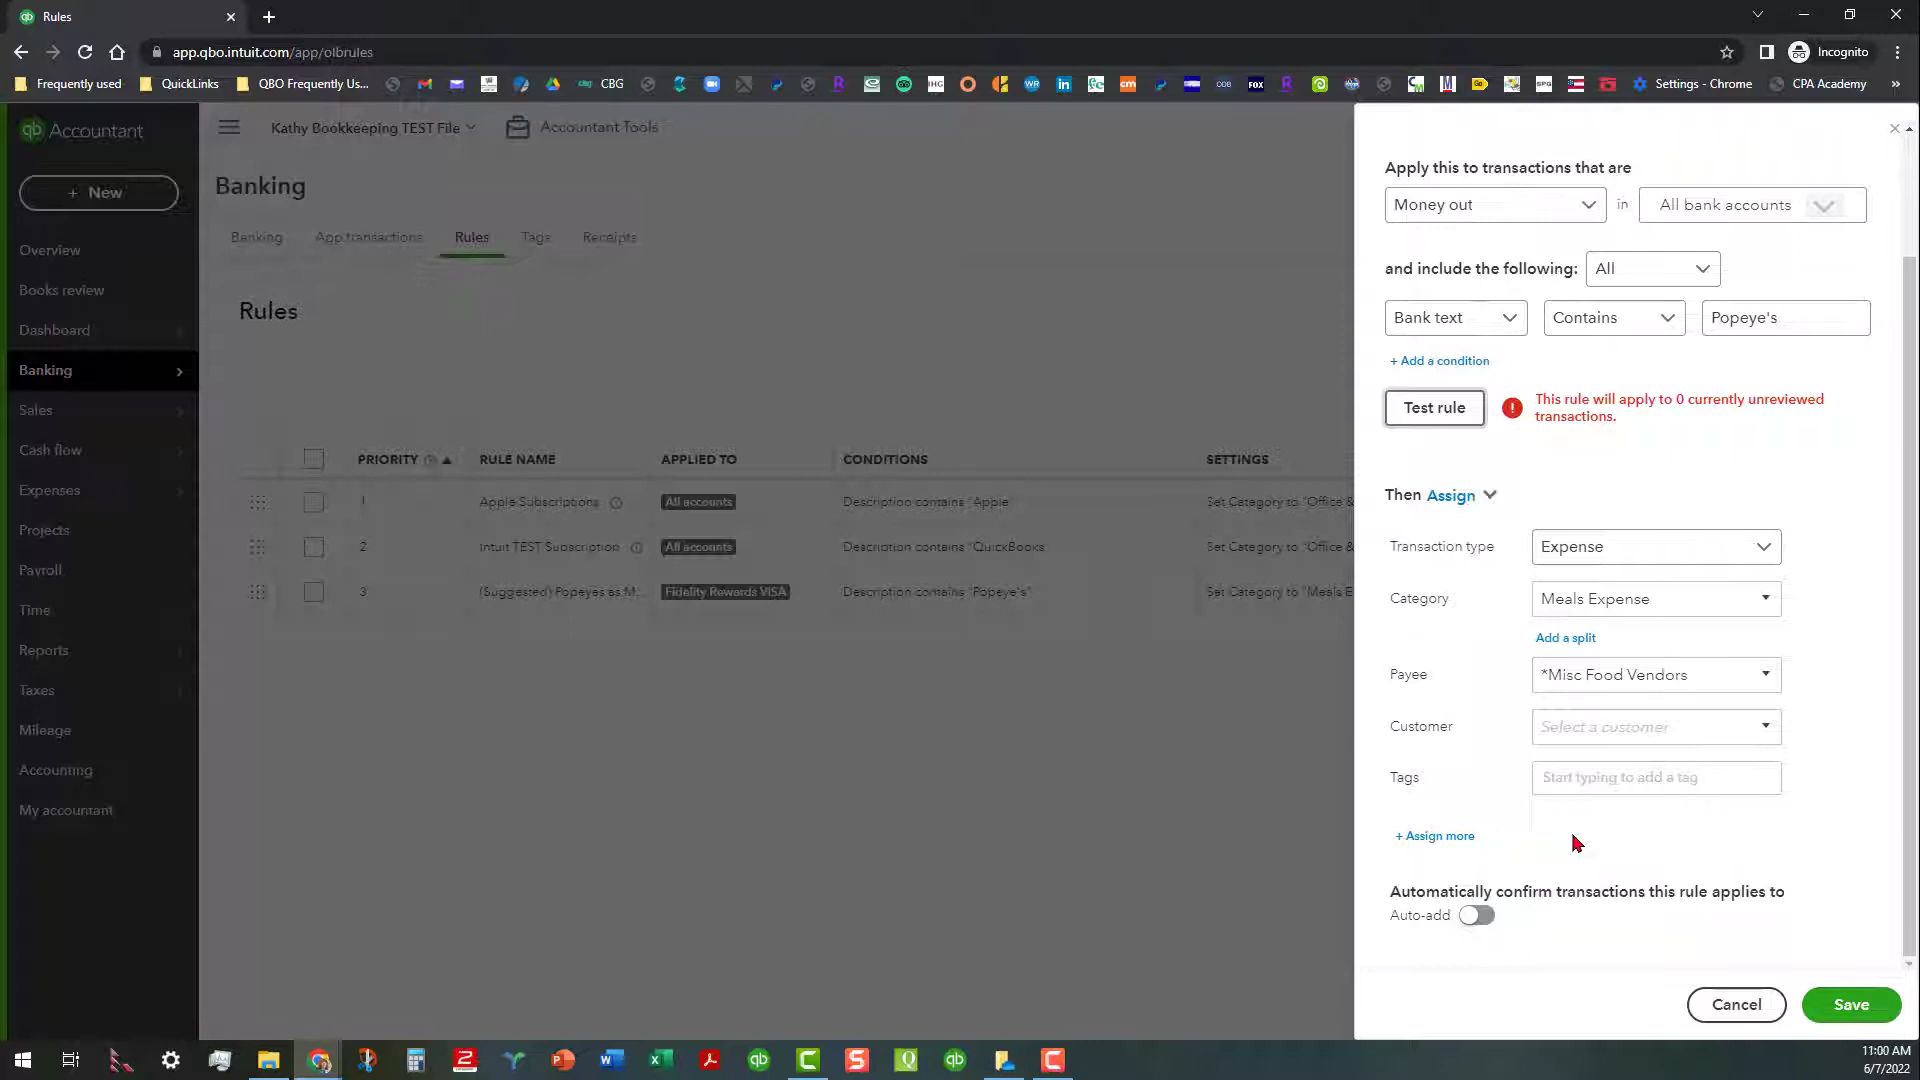 Rules
app.qbo.intuit.com/app/olbrules
Incognito
Frequently used
QuickLinks
QBO Frequently Us...
CBG
Settings - Chrome
CPA Academy
»
qb Accountant
Kathy Bookkeeping TEST File
Accountant Tools
+ New
Overview
Books review
Dashboard
Banking
Sales
Cash flow
Expenses
Projects
Payroll
Time
Reports
Taxes
Mileage
Accounting
My accountant
Banking
Banking App transactions Rules Tags Receipts
Rules
PRIORITY RULE NAME APPLIED TO CONDITIONS SETTINGS
1 Apple Subscriptions All accounts Description contains "Apple" Set Category to "Office &
2 Intuit TEST Subscription All accounts Description contains "QuickBooks Set Category to "Office &
3 (Suggested) Popeyes as M... Fidelity Rewards VISA Description contains "Popeye's" Set Category to "Meals E
Apply this to transactions that are
Money out in All bank accounts
and include the following: All
Bank text Contains Popeye's
+ Add a condition
Test rule
This rule will apply to 0 currently unreviewed
transactions.
Then Assign
Transaction type Expense
Category Meals Expense
Add a split
Payee *Misc Food Vendors
Customer Select a customer
Tags Start typing to add a tag
+ Assign more
Automatically confirm transactions this rule applies to
Auto-add
Cancel Save
11:00 AM
6/7/2022